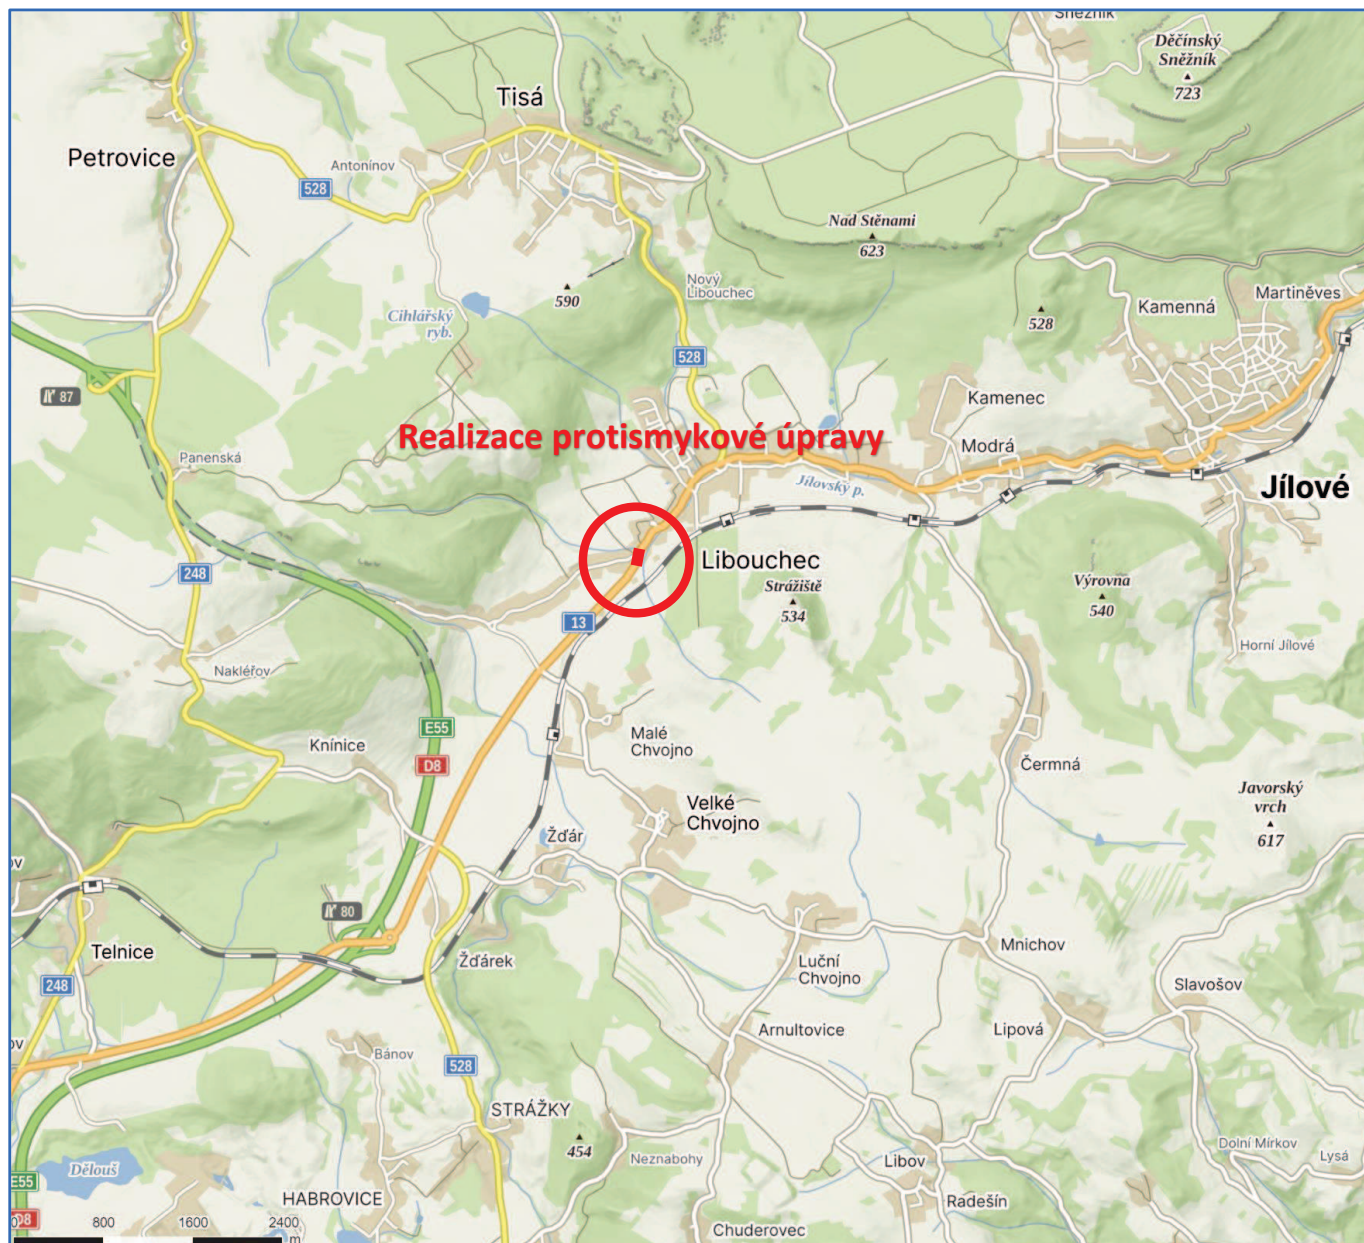 Sněžník
Děčínský
Sněžník
723
Tisá
Petrovice
Antonínov
528
Nad Stěnami
623
Nový
Libouchec
590
Cihlářský
ryb.
Martiněves
Kamenná
528
528
87
Kamenec
Realizace protismykové úpravy
Modrá
Panenská
Jílovský p.
Jílové
Libouchec
248
Strážiště
534
Výrovna
540
13
Horní Jílové
Nakléřov
E55
Malé
Chvojno
Knínice
D8
Čermná
Javorský
vrch
617
Velké
Chvojno
Žďár
ov
80
Telnice
Žďárek
Mnichov
Luční
Chvojno
248
Slavošov
Arnultovice
Lipová
ov
Bánov
528
STRÁŽKY
454
Neznabohy
Libov
Dolní Mírkov
Lysá
Dělouš
E55
HABROVICE
Radešín
D8
Chuderovec
0 800 1600 2400
m